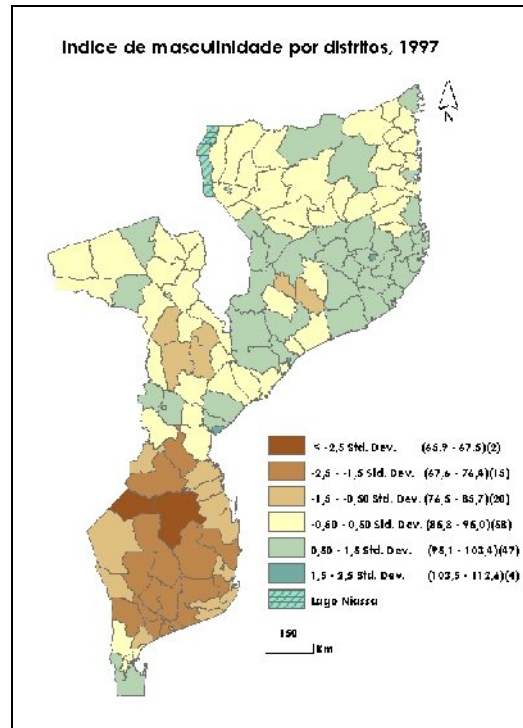 Indice de masculinidade por distritos, 1997
N
< -2,5 Std. Dev. (65,9 - 67,5)(2)
-2,5 - -1,5 Std. Dev. (67,6 - 76,4)(15)
-1,5 - -0,50 Std. Dev. (76,5 - 85,7)(20)
-0,50 - 0,50 Std. Dev. (85,8 - 95,0)(58)
0,50 - 1,5 Std. Dev. (95,1 - 103,4)(47)
1,5 - 2,5 Std. Dev. (103,5 - 112,6)(4)
Lago Niassa
150
Km